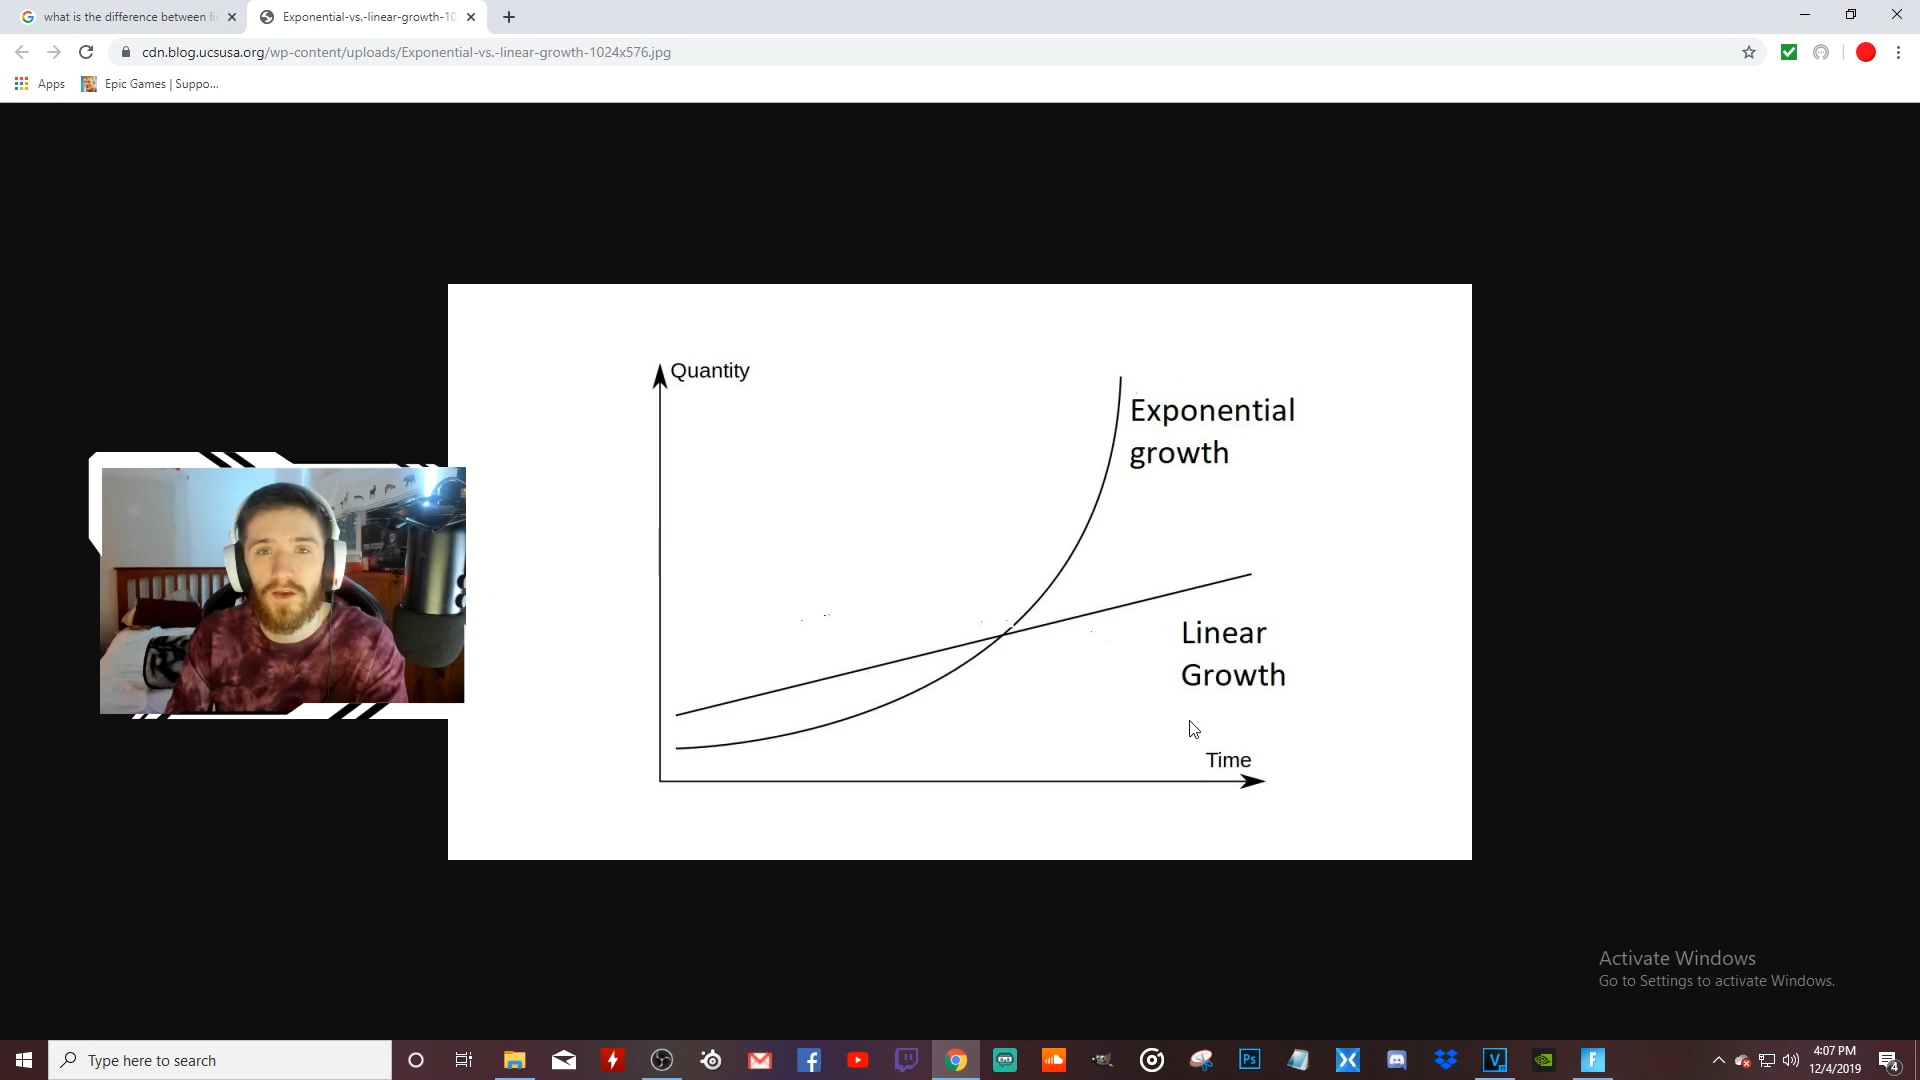 what is the difference between li
Exponential-vs.-linear-growth-10
cdn.blog.ucsusa.org/wp-content/uploads/Exponential-vs.-linear-growth-1024x576.jpg
Apps
Epic Games | Suppo...
Quantity
Exponential
growth
Linear
Growth
Time
Activate Windows
Go to Settings to activate Windows.
Type here to search
Ps
V
F
4:07 PM
12/4/2019
4